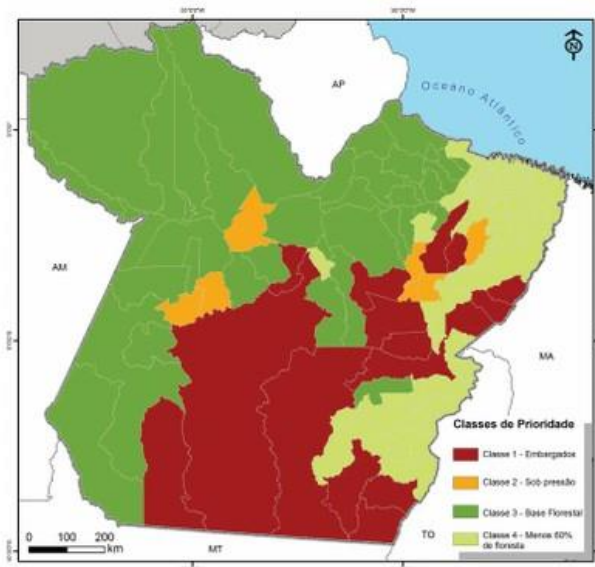 AP
Oceano Atlântico
N
AM
MA
Classes de Prioridade
Classe 1 - Embargados
Classe 2 - Sob pressão
Classe 3 - Base Florestal
Classe 4 - Menos 60%
de floresta
0 100 200
km
MT
TO